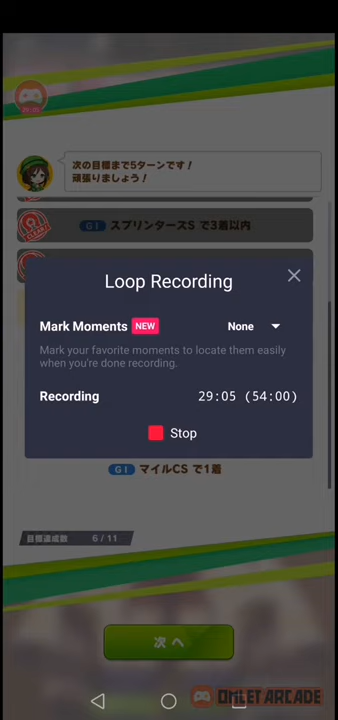 29:05
次の目標まで5ターンです！
頑張りましょう！
CLEAR!
GI スプリンターズS で3着以内
Loop Recording
Mark Moments NEW None
Mark your favorite moments to locate them easily
when you're done recording.
Recording 29:05 (54:00)
Stop
GI マイルCS で1着
目標達成数 6/11
次へ
OMLET ARCADE